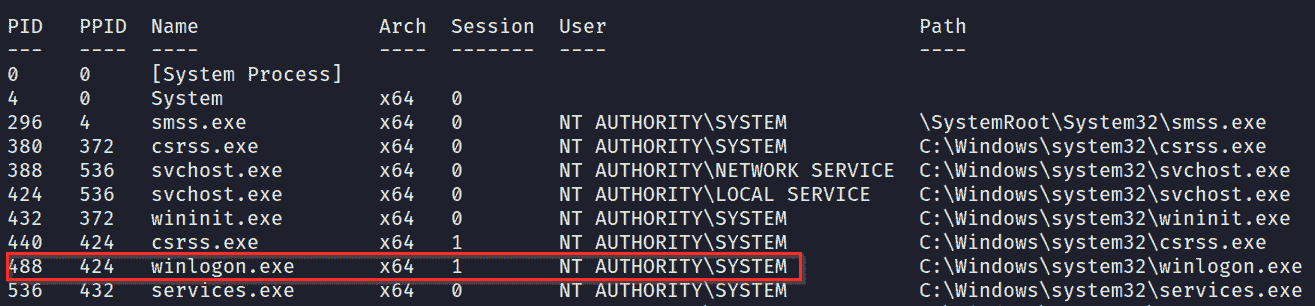 PID PPID Name Arch Session User Path
--- ---- ---- ---- ------- ---- ----
0 0 [System Process]
4 0 System x64 0
296 4 smss.exe x64 0 NT AUTHORITY\SYSTEM \SystemRoot\System32\smss.exe
380 372 csrss.exe x64 0 NT AUTHORITY\SYSTEM C:\Windows\system32\csrss.exe
388 536 svchost.exe x64 0 NT AUTHORITY\NETWORK SERVICE C:\Windows\system32\svchost.exe
424 536 svchost.exe x64 0 NT AUTHORITY\LOCAL SERVICE C:\Windows\system32\svchost.exe
432 372 wininit.exe x64 0 NT AUTHORITY\SYSTEM C:\Windows\system32\wininit.exe
440 424 csrss.exe x64 1 NT AUTHORITY\SYSTEM C:\Windows\system32\csrss.exe
488 424 winlogon.exe x64 1 NT AUTHORITY\SYSTEM C:\Windows\system32\winlogon.exe
536 432 services.exe x64 0 NT AUTHORITY\SYSTEM C:\Windows\system32\services.exe